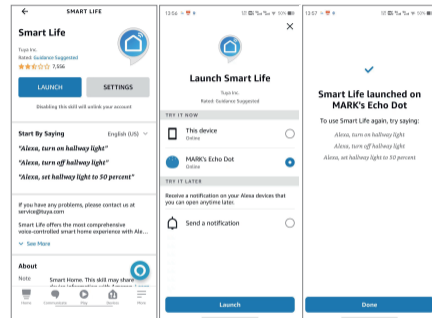 SMART LIFE
Smart Life
Tuya Inc.
Rated: Guidance Suggested
7,556
LAUNCH
SETTINGS
Disabling this skill will unlink your account
Start By Saying
English (US)
"Alexa, turn on hallway light"
"Alexa, turn off hallway light"
"Alexa, set hallway light to 50 percent"
If you have any problems, please contact us at
service@tuya.com
Smart Life offers the most comprehensive
voice-controlled smart home experience with Ale...
See More
About
Note
Smart Home. This skill may share
Home
Communicate
Play
Devices
More
13:56
50%
Launch Smart Life
Tuya Inc.
Rated: Guidance Suggested
TRY IT NOW
This device
Online
MARK's Echo Dot
Online
TRY IT LATER
Receive a notification on your Alexa devices that
you can open anytime later.
Send a notification
Launch
13:57
50%
Smart Life launched on
MARK's Echo Dot
To use Smart Life again, try saying:
Alexa, turn on hallway light
Alexa, turn off hallway light
Alexa, set hallway light to 50 percent
Done